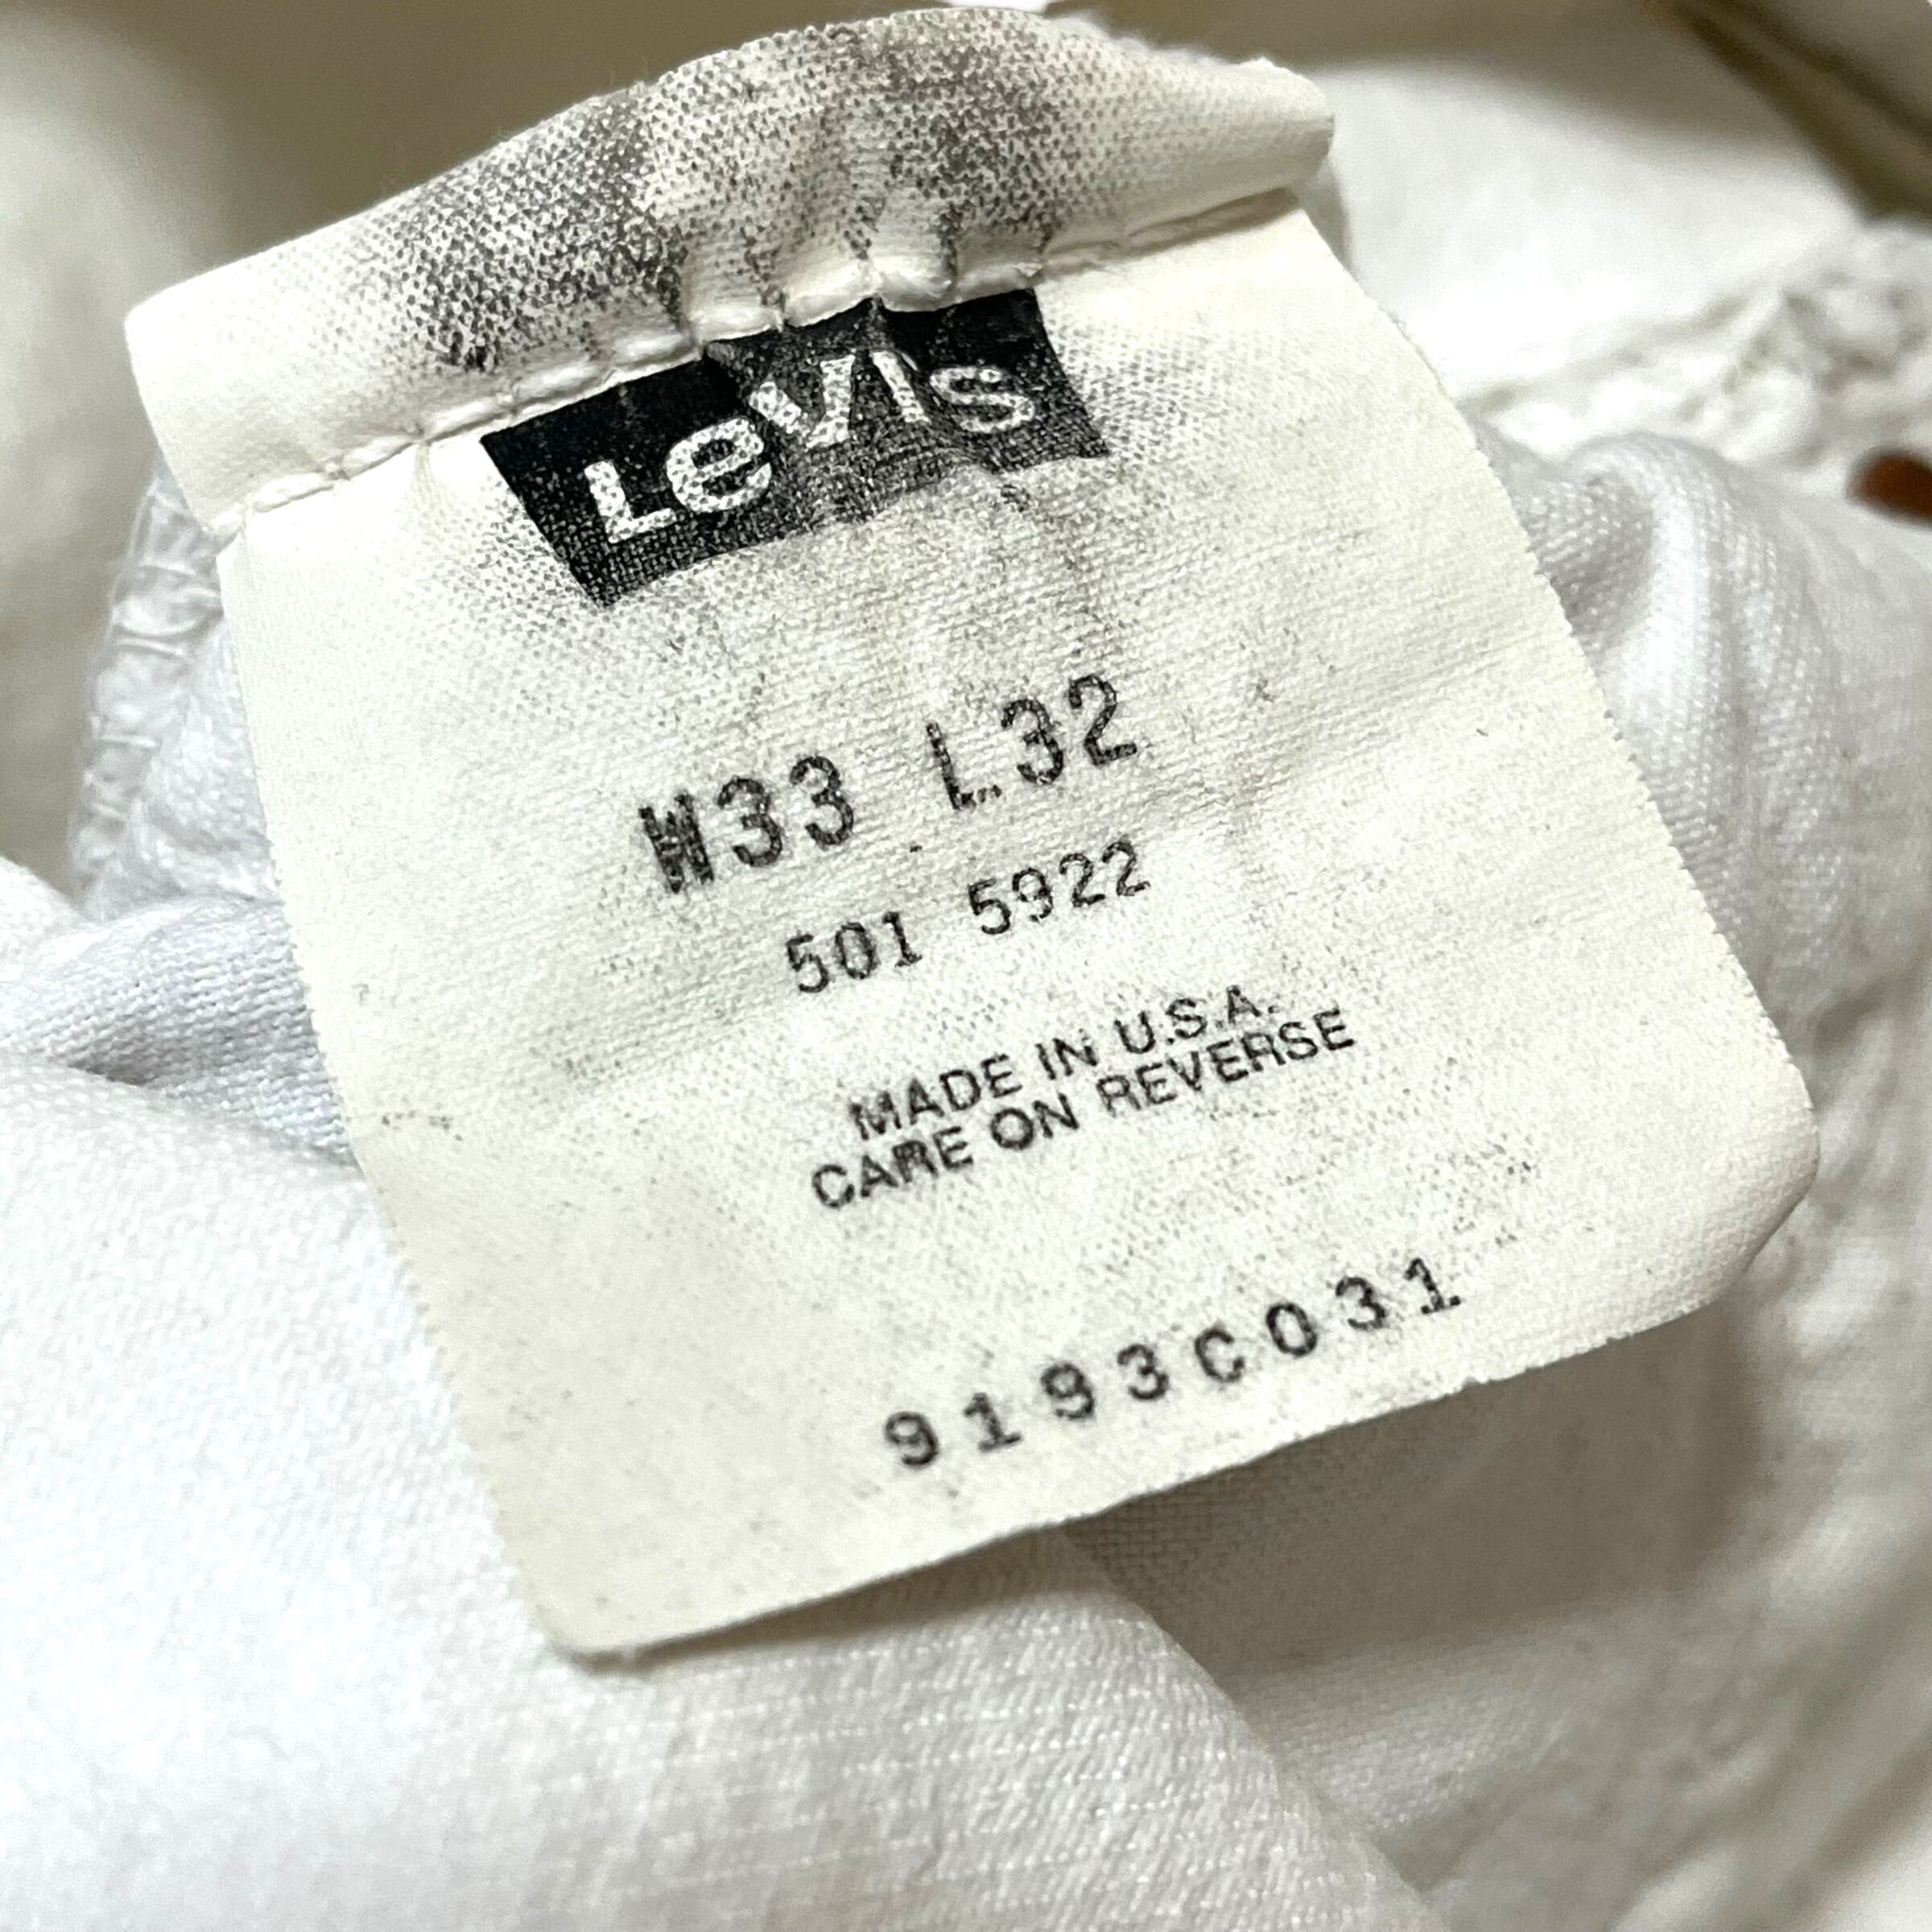 Levi's
W33 L32
501 5922
MADE IN U.S.A.
CARE ON REVERSE
9193C031